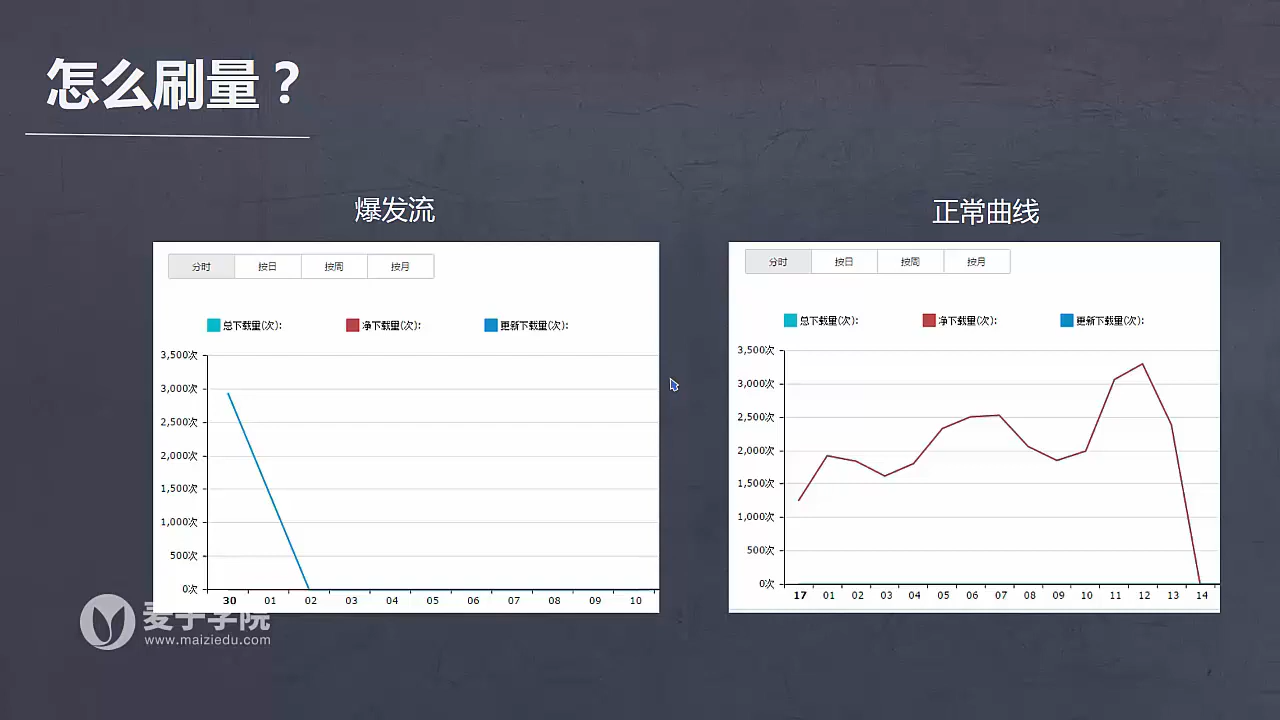 怎么刷量？
爆发流
正常曲线
分时 按日 按周 按月
总下载量(次): 净下载量(次): 更新下载量(次):
3,500次
3,000次
2,500次
2,000次
1,500次
1,000次
500次
0次
30 01 02 03 04 05 06 07 08 09 10
分时 按日 按周 按月
总下载量(次): 净下载量(次): 更新下载量(次):
3,500次
3,000次
2,500次
2,000次
1,500次
1,000次
500次
0次
17 01 02 03 04 05 06 07 08 09 10 11 12 13 14
麦子学院
www.maiziedu.com